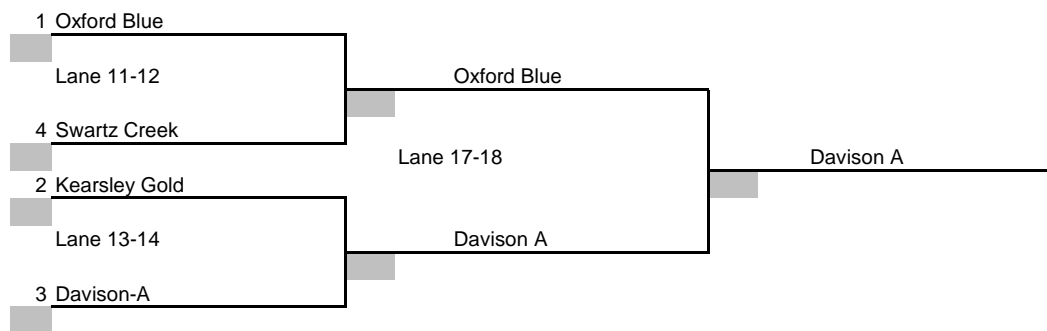 1 Oxford Blue
Lane 11-12
Oxford Blue
4 Swartz Creek
Lane 17-18
Davison A
2 Kearsley Gold
Lane 13-14
Davison A
3 Davison-A